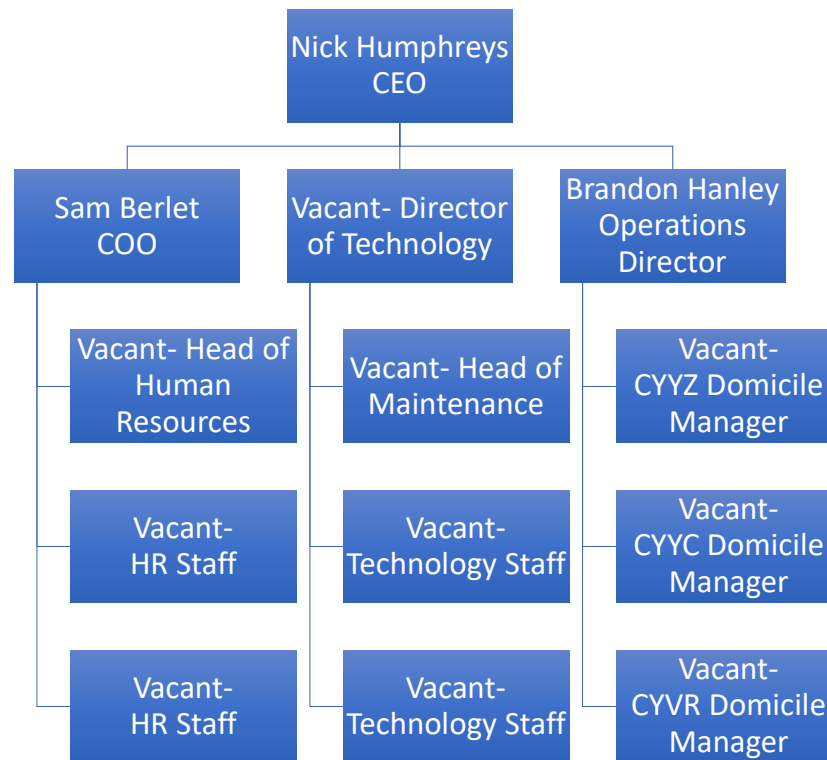 Nick Humphreys
CEO
Sam Berlet
COO
Vacant- Director
of Technology
Brandon Hanley
Operations
Director
Vacant- Head of
Human
Resources
Vacant- Head of
Maintenance
Vacant-
CYYZ Domicile
Manager
Vacant-
HR Staff
Vacant-
Technology Staff
Vacant-
CYYC Domicile
Manager
Vacant-
HR Staff
Vacant-
Technology Staff
Vacant-
CYVR Domicile
Manager